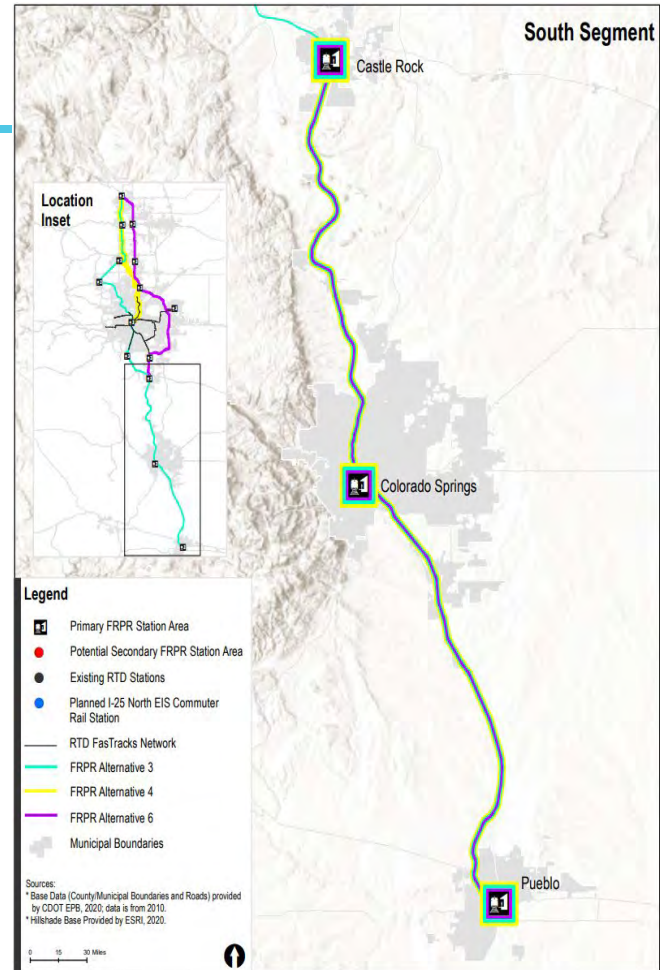 South Segment
Castle Rock
Location
Inset
Colorado Springs
Legend
Primary FRPR Station Area
Potential Secondary FRPR Station Area
Existing RTD Stations
Planned I-25 North EIS Commuter
Rail Station
RTD FasTracks Network
FRPR Alternative 3
FRPR Alternative 4
FRPR Alternative 6
Municipal Boundaries
Pueblo
Sources:
* Base Data (County/Municipal Boundaries and Roads) provided
by CDOT EPB, 2020; data is from 2010.
* Hillshade Base Provided by ESRI, 2020.
0 15 30 Miles